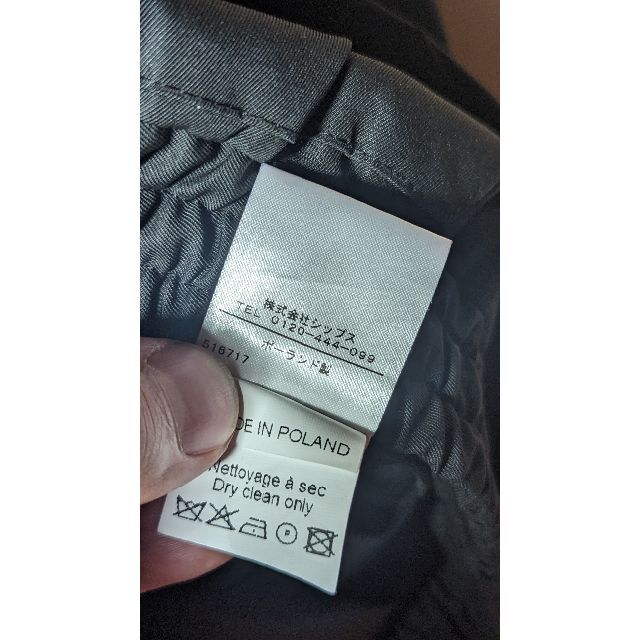 株式会社シップス
TEL 0120-444-099
516717 ポーランド製
DE IN POLAND
Nettoyage à sec
Dry clean only
P